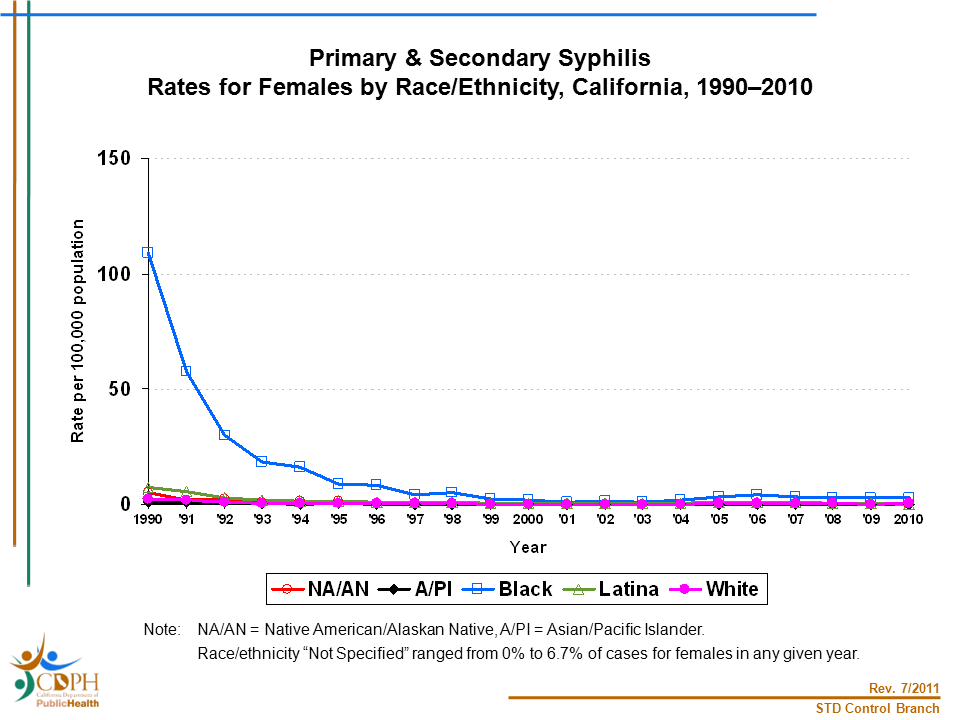 Primary & Secondary Syphilis
Rates for Females by Race/Ethnicity, California, 1990–2010
150
100
50
0
Rate per 100,000 population
1990 '91 '92 '93 '94 '95 '96 '97 '98 '99 2000 '01 '02 '03 '04 '05 '06 '07 '08 '09 2010
Year
NA/AN A/PI Black Latina White
Note: NA/AN = Native American/Alaskan Native, A/PI = Asian/Pacific Islander.
Race/ethnicity “Not Specified” ranged from 0% to 6.7% of cases for females in any given year.
CDPH
California Department of
PublicHealth
Rev. 7/2011
STD Control Branch